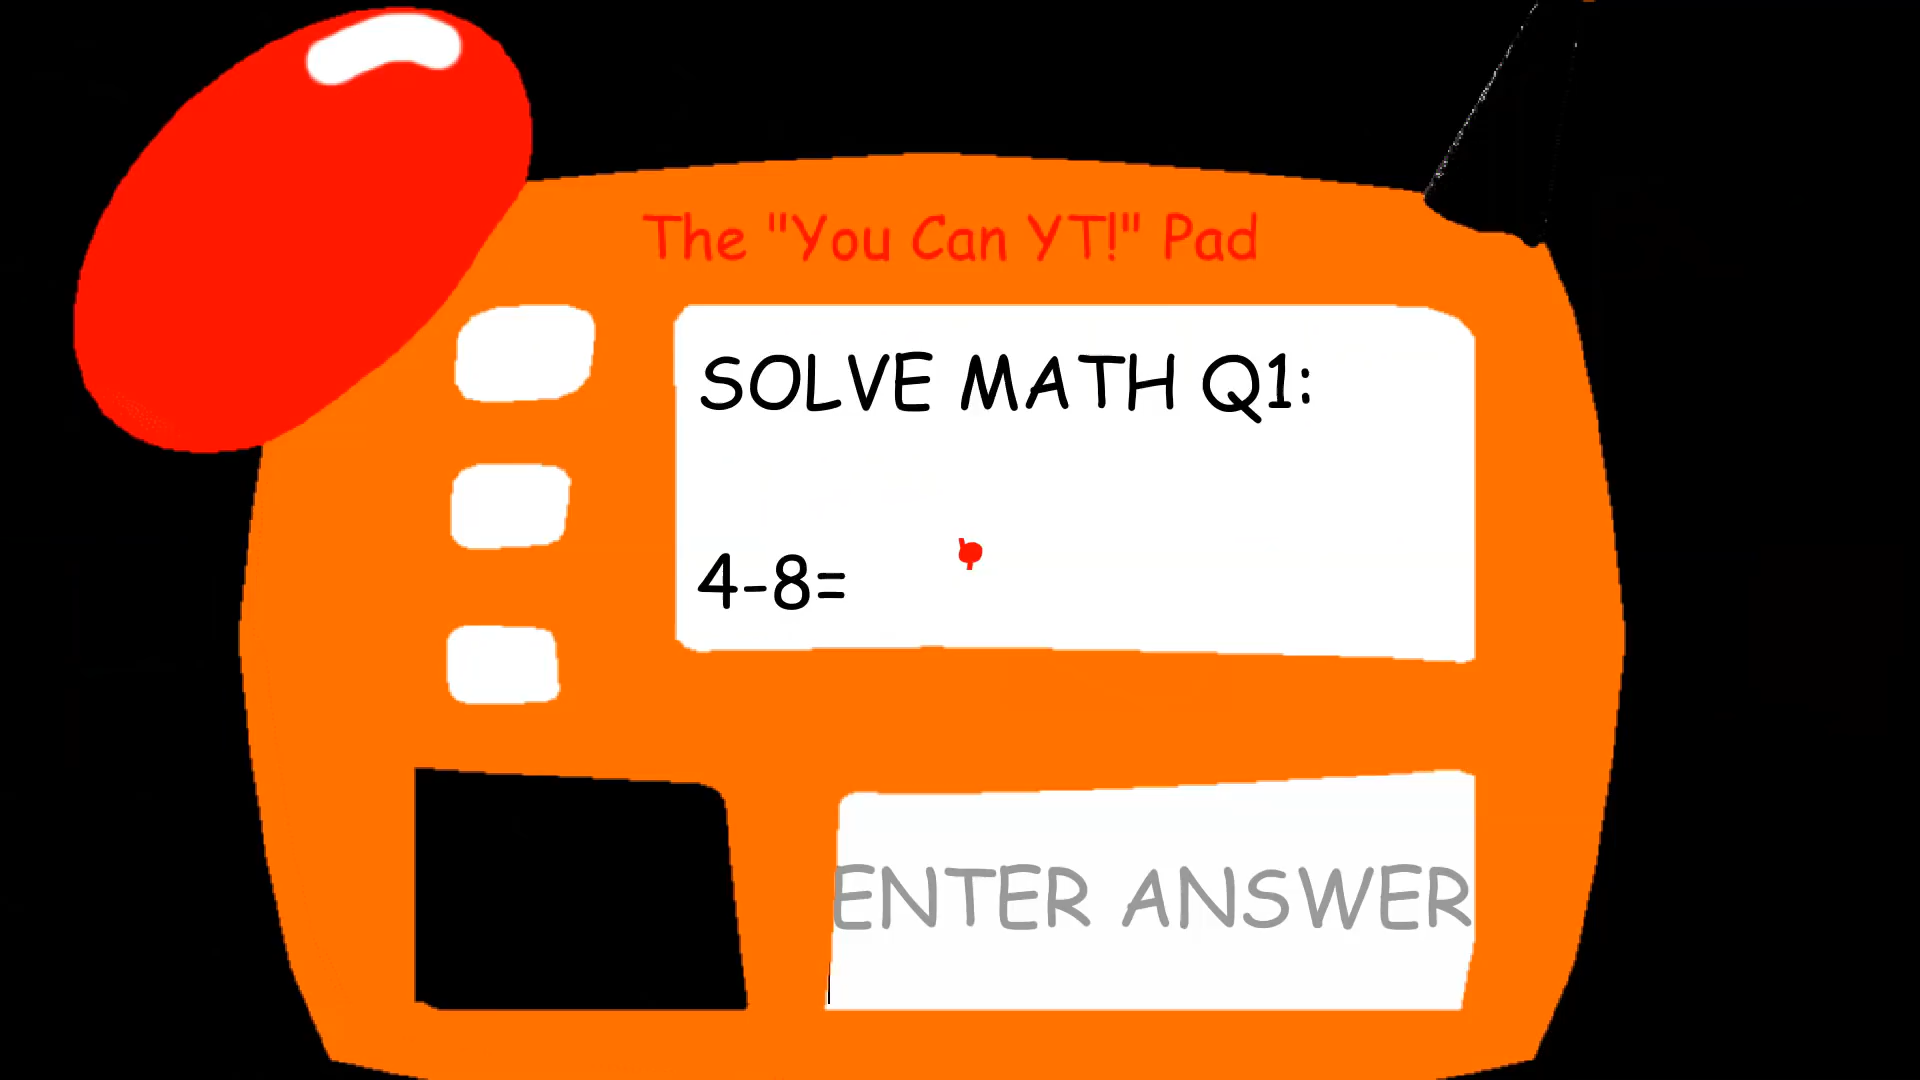 The "You Can YT!" Pad
SOLVE MATH Q1:
4-8=
ENTER ANSWER